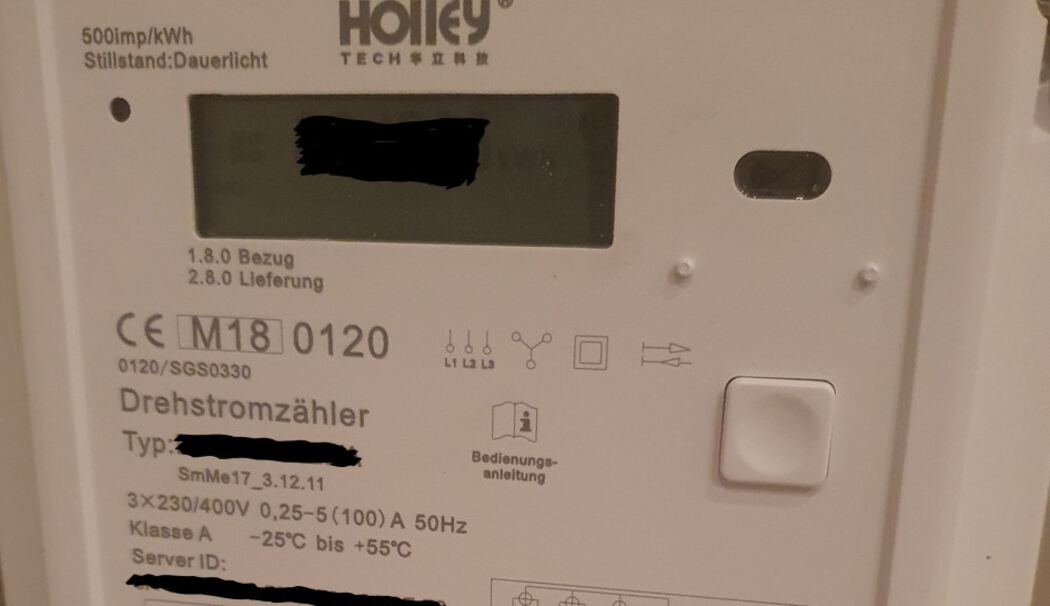 500imp/kWh
Stillstand:Dauerlicht
HOLLEY®
TECH 华立科技
kWh
1.8.0 Bezug
2.8.0 Lieferung
CE M18 0120
0120/SGS0330
L1 L2 L3
Drehstromzähler
Typ:
Bedienungs-
anleitung
SmMe17_3.12.11
3×230/400V 0,25-5(100)A 50Hz
Klasse A -25°C bis +55°C
Server ID: